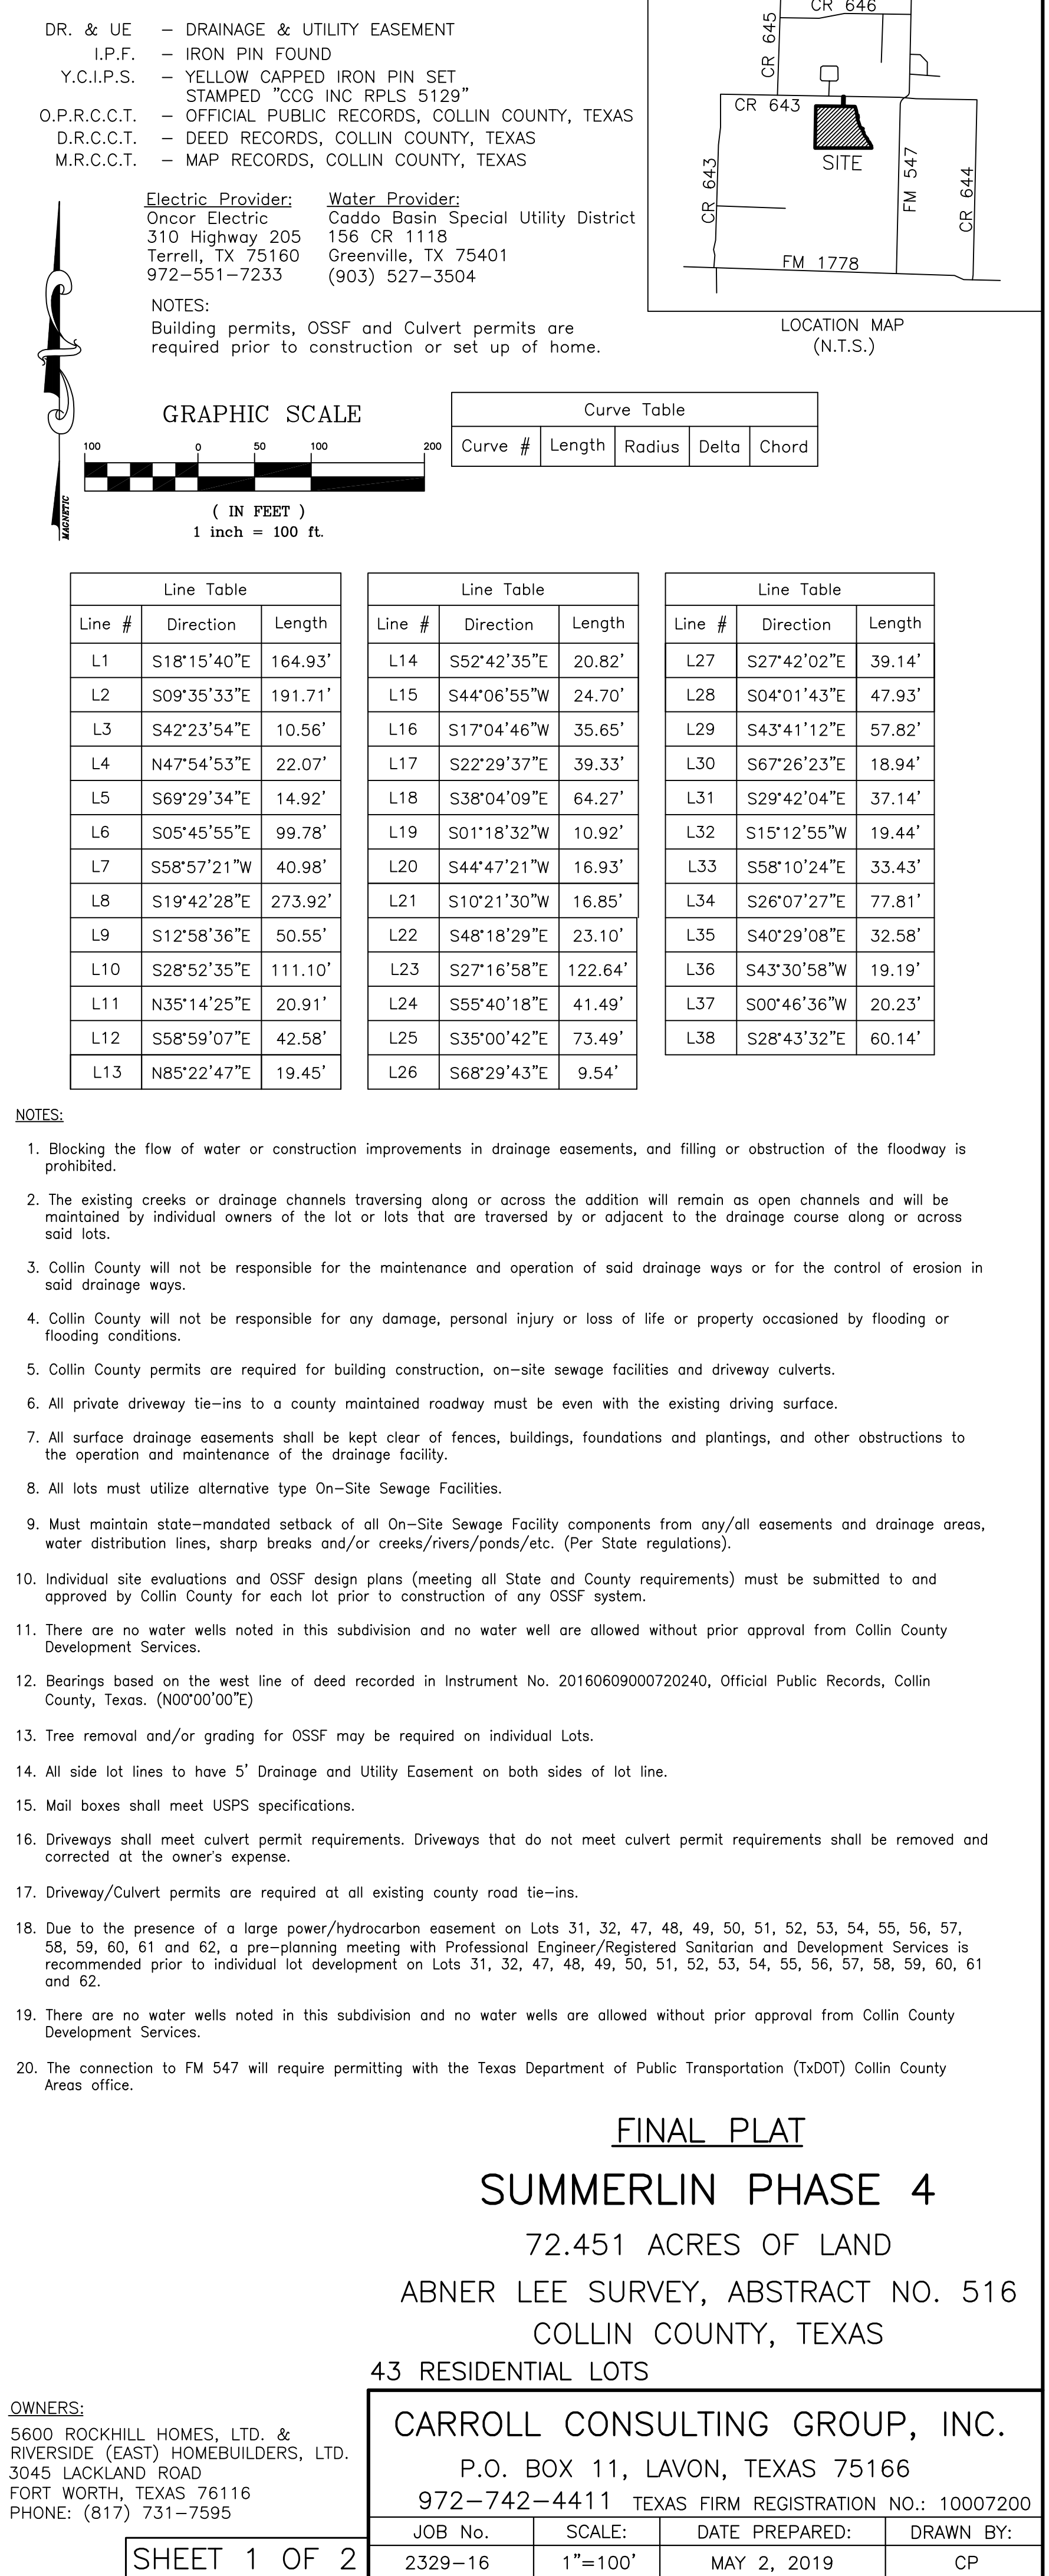 DR. & UE – DRAINAGE & UTILITY EASEMENT
I.P.F. – IRON PIN FOUND
Y.C.I.P.S. – YELLOW CAPPED IRON PIN SET
STAMPED "CCG INC RPLS 5129"
O.P.R.C.C.T. – OFFICIAL PUBLIC RECORDS, COLLIN COUNTY, TEXAS
D.R.C.C.T. – DEED RECORDS, COLLIN COUNTY, TEXAS
M.R.C.C.T. – MAP RECORDS, COLLIN COUNTY, TEXAS
CR 646
CR 645
CR 643
SITE
CR 643
FM 547
CR 644
FM 1778
LOCATION MAP
(N.T.S.)
Electric Provider:
Oncor Electric
310 Highway 205
Terrell, TX 75160
972–551–7233
Water Provider:
Caddo Basin Special Utility District
156 CR 1118
Greenville, TX 75401
(903) 527–3504
NOTES:
Building permits, OSSF and Culvert permits are
required prior to construction or set up of home.
MAGNETIC
GRAPHIC SCALE
100 0 50 100 200
( IN FEET )
1 inch = 100 ft.
Curve Table
Curve # Length Radius Delta Chord
Line Table
Line # Direction Length
L1 S18°15'40"E 164.93'
L2 S09°35'33"E 191.71'
L3 S42°23'54"E 10.56'
L4 N47°54'53"E 22.07'
L5 S69°29'34"E 14.92'
L6 S05°45'55"E 99.78'
L7 S58°57'21"W 40.98'
L8 S19°42'28"E 273.92'
L9 S12°58'36"E 50.55'
L10 S28°52'35"E 111.10'
L11 N35°14'25"E 20.91'
L12 S58°59'07"E 42.58'
L13 N85°22'47"E 19.45'
Line Table
Line # Direction Length
L14 S52°42'35"E 20.82'
L15 S44°06'55"W 24.70'
L16 S17°04'46"W 35.65'
L17 S22°29'37"E 39.33'
L18 S38°04'09"E 64.27'
L19 S01°18'32"W 10.92'
L20 S44°47'21"W 16.93'
L21 S10°21'30"W 16.85'
L22 S48°18'29"E 23.10'
L23 S27°16'58"E 122.64'
L24 S55°40'18"E 41.49'
L25 S35°00'42"E 73.49'
L26 S68°29'43"E 9.54'
Line Table
Line # Direction Length
L27 S27°42'02"E 39.14'
L28 S04°01'43"E 47.93'
L29 S43°41'12"E 57.82'
L30 S67°26'23"E 18.94'
L31 S29°42'04"E 37.14'
L32 S15°12'55"W 19.44'
L33 S58°10'24"E 33.43'
L34 S26°07'27"E 77.81'
L35 S40°29'08"E 32.58'
L36 S43°30'58"W 19.19'
L37 S00°46'36"W 20.23'
L38 S28°43'32"E 60.14'
NOTES:
1. Blocking the flow of water or construction improvements in drainage easements, and filling or obstruction of the floodway is
prohibited.
2. The existing creeks or drainage channels traversing along or across the addition will remain as open channels and will be
maintained by individual owners of the lot or lots that are traversed by or adjacent to the drainage course along or across
said lots.
3. Collin County will not be responsible for the maintenance and operation of said drainage ways or for the control of erosion in
said drainage ways.
4. Collin County will not be responsible for any damage, personal injury or loss of life or property occasioned by flooding or
flooding conditions.
5. Collin County permits are required for building construction, on–site sewage facilities and driveway culverts.
6. All private driveway tie–ins to a county maintained roadway must be even with the existing driving surface.
7. All surface drainage easements shall be kept clear of fences, buildings, foundations and plantings, and other obstructions to
the operation and maintenance of the drainage facility.
8. All lots must utilize alternative type On–Site Sewage Facilities.
9. Must maintain state–mandated setback of all On–Site Sewage Facility components from any/all easements and drainage areas,
water distribution lines, sharp breaks and/or creeks/rivers/ponds/etc. (Per State regulations).
10. Individual site evaluations and OSSF design plans (meeting all State and County requirements) must be submitted to and
approved by Collin County for each lot prior to construction of any OSSF system.
11. There are no water wells noted in this subdivision and no water well are allowed without prior approval from Collin County
Development Services.
12. Bearings based on the west line of deed recorded in Instrument No. 20160609000720240, Official Public Records, Collin
County, Texas. (N00°00'00"E)
13. Tree removal and/or grading for OSSF may be required on individual Lots.
14. All side lot lines to have 5' Drainage and Utility Easement on both sides of lot line.
15. Mail boxes shall meet USPS specifications.
16. Driveways shall meet culvert permit requirements. Driveways that do not meet culvert permit requirements shall be removed and
corrected at the owner's expense.
17. Driveway/Culvert permits are required at all existing county road tie–ins.
18. Due to the presence of a large power/hydrocarbon easement on Lots 31, 32, 47, 48, 49, 50, 51, 52, 53, 54, 55, 56, 57,
58, 59, 60, 61 and 62, a pre–planning meeting with Professional Engineer/Registered Sanitarian and Development Services is
recommended prior to individual lot development on Lots 31, 32, 47, 48, 49, 50, 51, 52, 53, 54, 55, 56, 57, 58, 59, 60, 61
and 62.
19. There are no water wells noted in this subdivision and no water wells are allowed without prior approval from Collin County
Development Services.
20. The connection to FM 547 will require permitting with the Texas Department of Public Transportation (TxDOT) Collin County
Areas office.
FINAL PLAT
SUMMERLIN PHASE 4
72.451 ACRES OF LAND
ABNER LEE SURVEY, ABSTRACT NO. 516
COLLIN COUNTY, TEXAS
43 RESIDENTIAL LOTS
OWNERS:
5600 ROCKHILL HOMES, LTD. &
RIVERSIDE (EAST) HOMEBUILDERS, LTD.
3045 LACKLAND ROAD
FORT WORTH, TEXAS 76116
PHONE: (817) 731–7595
SHEET 1 OF 2
CARROLL CONSULTING GROUP, INC.
P.O. BOX 11, LAVON, TEXAS 75166
972–742–4411 TEXAS FIRM REGISTRATION NO.: 10007200
JOB No. SCALE: DATE PREPARED: DRAWN BY:
2329–16 1"=100' MAY 2, 2019 CP